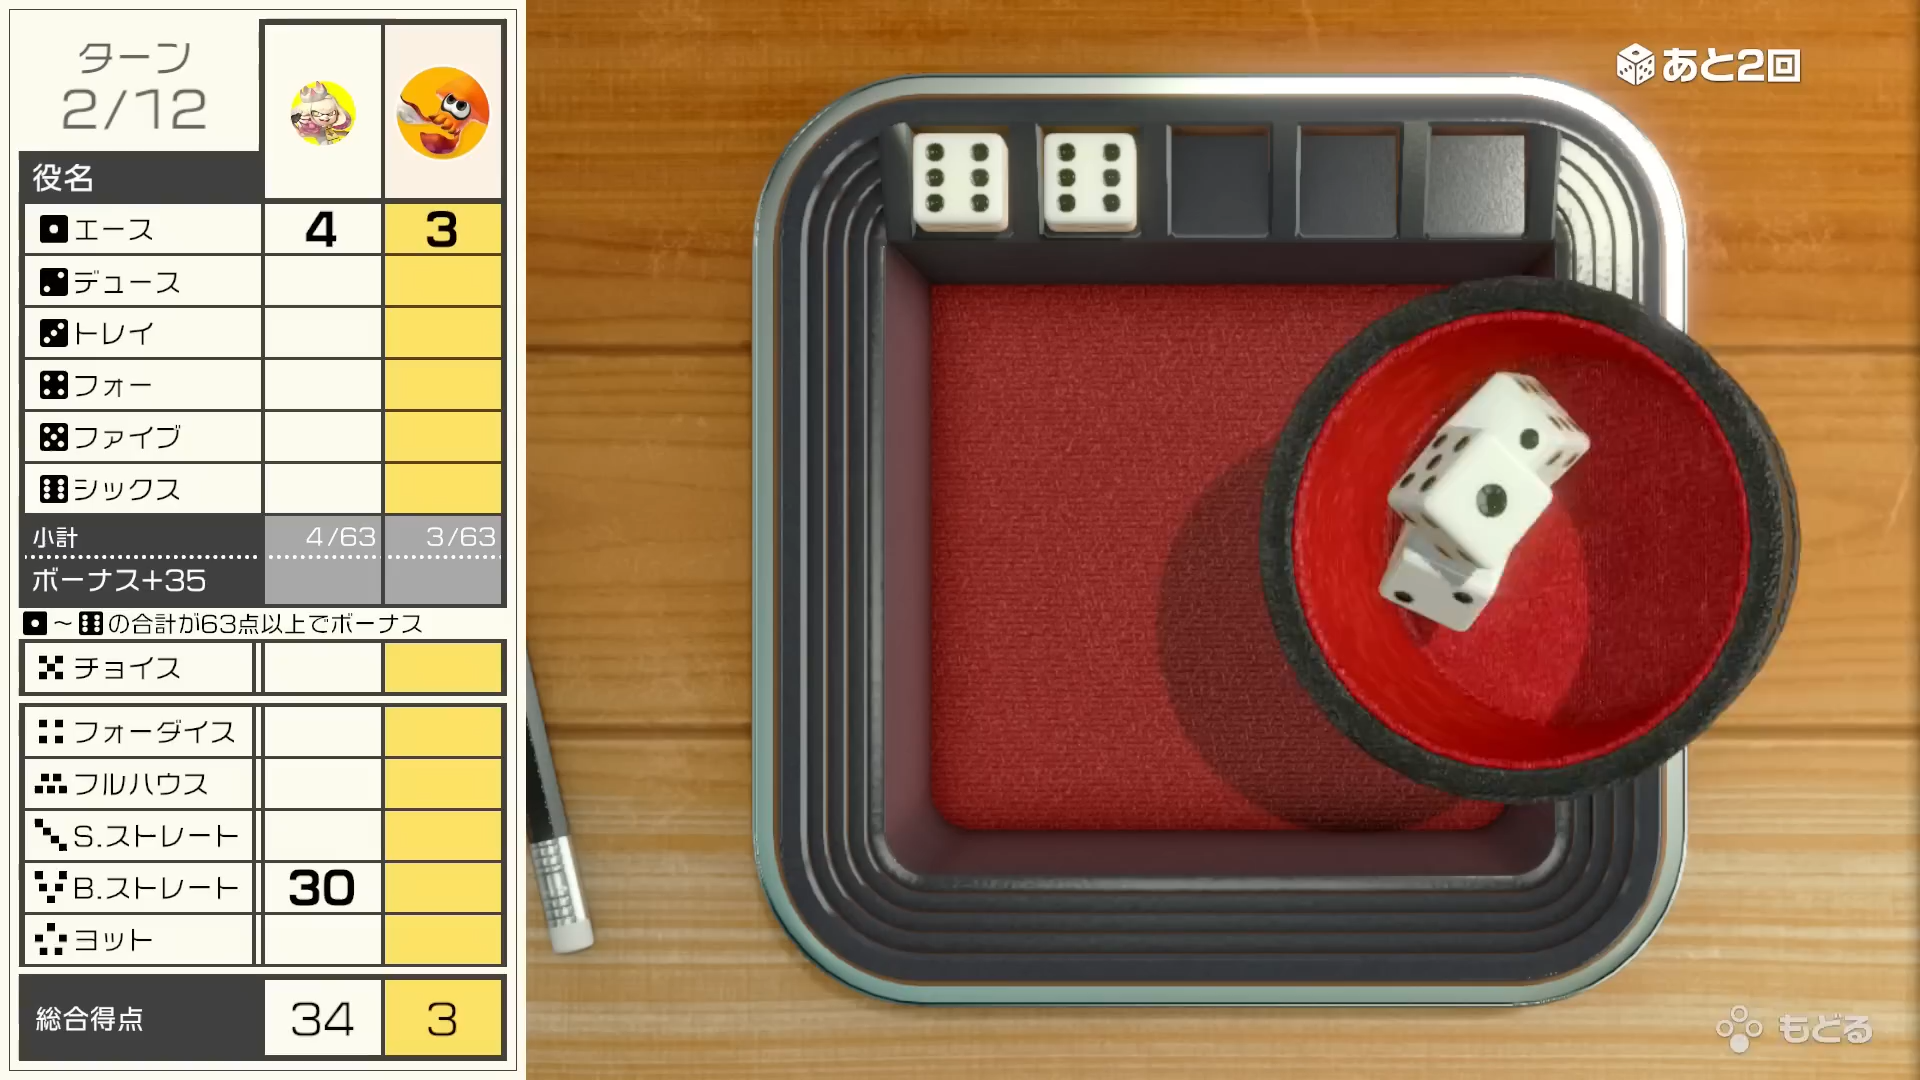 ターン
2/12
役名
エース 4 3
デュース
トレイ
フォー
ファイブ
シックス
小計 4/63 3/63
ボーナス+35
~の合計が63点以上でボーナス
チョイス
フォーダイス
フルハウス
S.ストレート
B.ストレート 30
ヨット
総合得点 34 3
あと2回
もどる